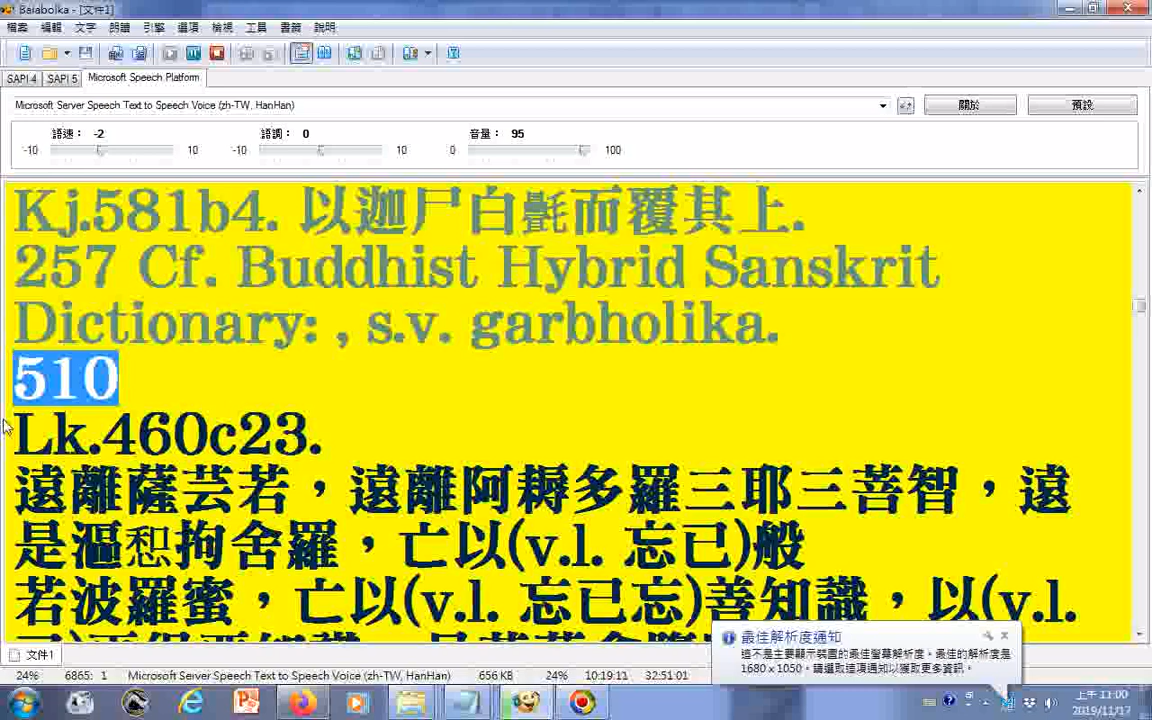 Balabolka - [文件1]
檔案 編輯 文字 朗讀 引擎 選項 檢視 工具 書籤 說明
SAPI 4 SAPI 5 Microsoft Speech Platform
Microsoft Server Speech Text to Speech Voice (zh-TW, HanHan) 關於 預設
語速： -2 語調： 0 音量： 95
-10 10 -10 10 0 100
Kj.581b4. 以迦尸白㲲而覆其上.
257 Cf. Buddhist Hybrid Sanskrit
Dictionary: , s.v. garbholika.
510
Lk.460c23.
遠離薩芸若，遠離阿耨多羅三耶三菩智，遠
是漚惒拘舍羅，亡以(v.l. 忘已)般
若波羅蜜，亡以(v.l. 忘已忘)善知識，以(v.l.
最佳解析度通知
這不是主要顯示裝置的最佳螢幕解析度。最佳的解析度是
1680 x 1050。請選取這項通知以獲取更多資訊。
文件1
24% 6865: 1 Microsoft Server Speech Text to Speech Voice (zh-TW, HanHan) 656 KB 24% 10:19:11 32:51:01
上午 11:00
2019/11/17